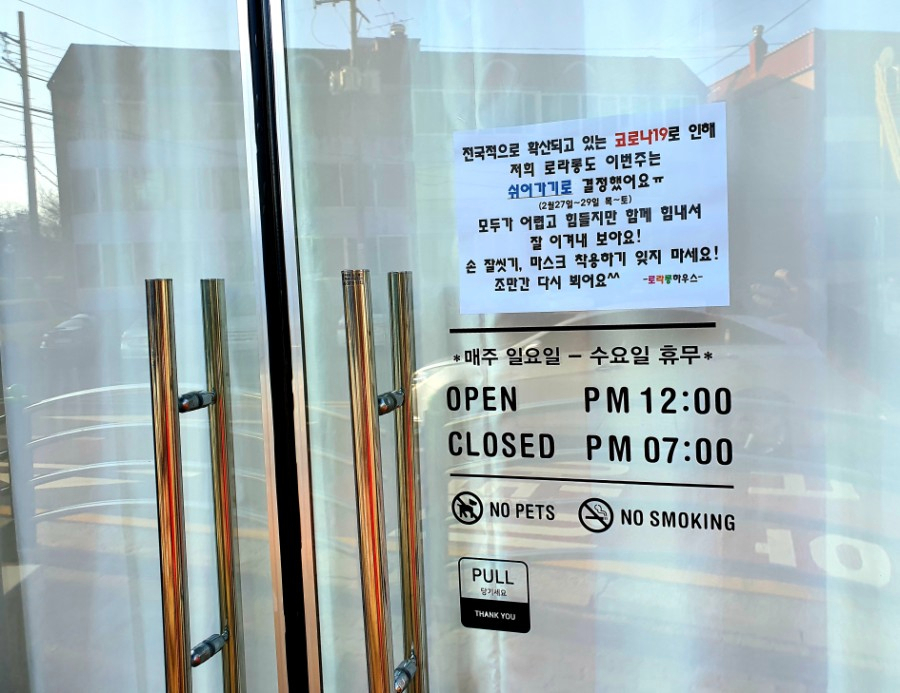 전국적으로 확산되고 있는 코로나19로 인해
저희 로락롱도 이번주는
쉬어가기로 결정했어요ㅠ
(2월27일~29일 목~토)
모두가 어렵고 힘들지만 함께 힘내서
잘 이겨내 보아요!
손 잘씻기, 마스크 착용하기 잊지 마세요!
조만간 다시 뵈어요^^ -로락롱하우스-
*매주 일요일 - 수요일 휴무*
OPEN PM 12:00
CLOSED PM 07:00
NO PETS NO SMOKING
PULL
당기세요
THANK YOU